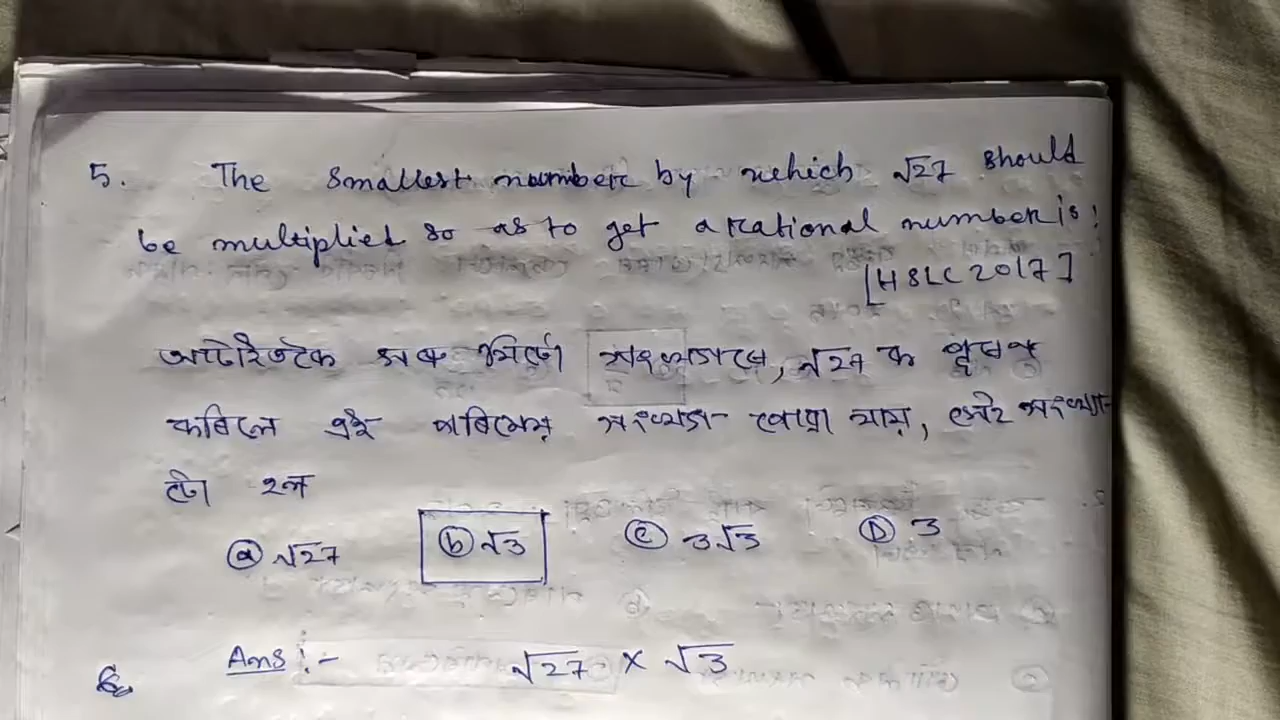 5. The smallest number by which √27 should
be multiplied so as to get a rational number is:
[HSLC 2017]
আটাইতকৈ সৰু যিটো সংখ্যাৰে, √27 ক পূৰণ
কৰিলে এটা পৰিমেয় সংখ্যা পোৱা যায়, সেই সংখ্যা-
টো হল
ⓐ √27 ⓑ √3 ⓒ 3√3 Ⓓ 3
Ans :- √27 × √3